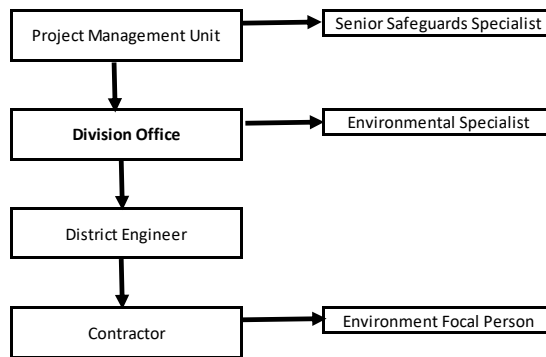 Project Management Unit
Senior Safeguards Specialist
Division Office
Environmental Specialist
District Engineer
Contractor
Environment Focal Person